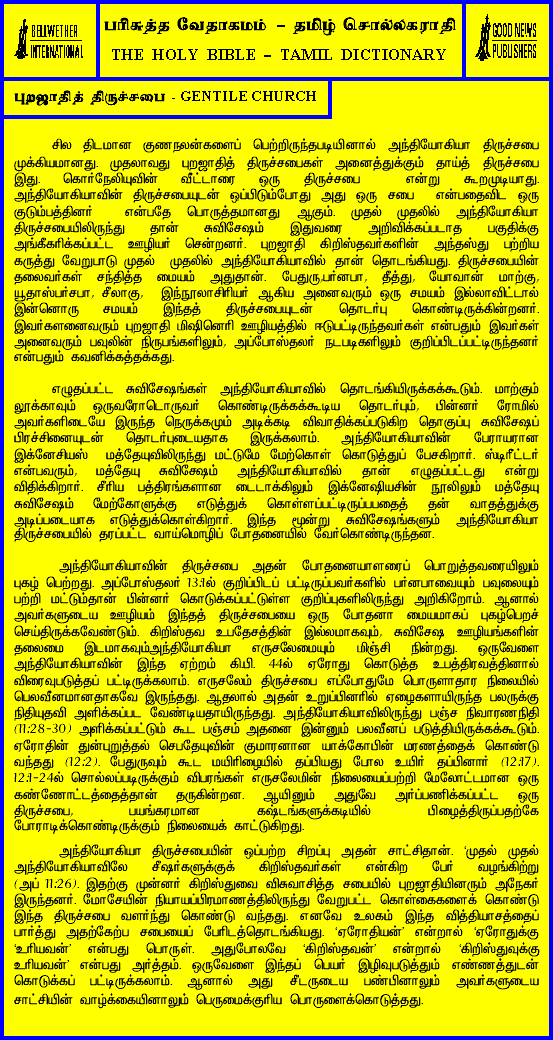 BELLWETHER
INTERNATIONAL
பரிசுத்த வேதாகமம் – தமிழ் சொல்லகராதி
THE HOLY BIBLE – TAMIL DICTIONARY
GOOD NEWS
PUBLISHERS
புறஜாதித் திருச்சபை - GENTILE CHURCH
சில திடமான குணநலன்களைப் பெற்றிருந்தபடியினால் அந்தியோகியா திருச்சபை
முக்கியமானது. முதலாவது புறஜாதித் திருச்சபைகள் அனைத்துக்கும் தாய்த் திருச்சபை
இது. கொர்நேலியுவின் வீட்டாரை ஒரு திருச்சபை என்று கூறமுடியாது.
அந்தியோகியாவின் திருச்சபையுடன் ஒப்பிடும்போது அது ஒரு சபை என்பதைவிட ஒரு
குடும்பத்தினர் என்பதே பொருத்தமானது ஆகும். முதல் முதலில் அந்தியோகியா
திருச்சபையிலிருந்து தான் சுவிசேஷம் இதுவரை அறிவிக்கப்படாத பகுதிக்கு
அங்கீகரிக்கப்பட்ட ஊழியர் சென்றனர். புறஜாதி கிறிஸ்தவர்களின் அந்தஸ்து பற்றிய
கருத்து வேறுபாடு முதல் முதலில் அந்தியோகியாவில் தான் தொடங்கியது. திருச்சபையின்
தலைவர்கள் சந்தித்த மையம் அதுதான். பேதுரு,பர்னபா, தீத்து, யோவான் மாற்கு,
யூதாஸ்பர்சபா, சீலாகு, இந்நூலாசிரியர் ஆகிய அனைவரும் ஒரு சமயம் இல்லாவிட்டால்
இன்னொரு சமயம் இந்தத் திருச்சபையுடன் தொடர்பு கொண்டிருக்கின்றனர்.
இவர்களனைவரும் புறஜாதி மிஷினெரி ஊழியத்தில் ஈடுபட்டிருந்தவர்கள் என்பதும் இவர்கள்
அனைவரும் பவுலின் நிருபங்களிலும், அப்போஸ்தலர் நடபடிகளிலும் குறிப்பிடப்பட்டிருந்தனர்
என்பதும் கவனிக்கத்தக்கது.
எழுதப்பட்ட சுவிசேஷங்கள் அந்தியோகியாவில் தொடங்கியிருக்கக்கூடும். மாற்கும்
லூக்காவும் ஒருவரோடொருவர் கொண்டிருக்கக்கூடிய தொடர்பும், பின்னர் ரோமில்
அவர்களிடையே இருந்த நெருக்கமும் அடிக்கடி விவாதிக்கப்படுகிற தொகுப்பு சுவிசேஷப்
பிரச்சினையுடன் தொடர்புடையதாக இருக்கலாம். அந்தியோகியாவின் பேராயரான
இக்னேசியஸ் மத்தேயுவிலிருந்து மட்டுமே மேற்கொள் கொடுத்துப் பேசகிறார். ஸ்டிரீட்டர்
என்பவரும், மத்தேயு சுவிசேஷம் அந்தியோகியாவில் தான் எழுதப்பட்டது என்று
விதிக்கிறார். சீரிய பத்திரங்களான டைடாக்கிலும் இக்னேஷியசின் நூலிலும் மத்தேயு
சுவிசேஷம் மேற்கோளுக்கு எடுத்துக் கொள்ளப்பட்டிருப்பதைத் தன் வாதத்துக்கு
அடிப்படையாக எடுத்துக்கொள்கிறார். இந்த மூன்று சுவிசேஷங்களும் அந்தியோகியா
திருச்சபையில் தரப்பட்ட வாய்மொழிப் போதனையில் வேர்கொண்டிருந்தன.
அந்தியோகியாவின் திருச்சபை அதன் போதனையாளரைப் பொறுத்தவரையிலும்
புகழ் பெற்றது. அப்போஸ்தலர் 13:1ல் குறிப்பிடப் பட்டிருப்பவர்களில் பர்னபாவையும் பவுலையும்
பற்றி மட்டும்தான் பின்னர் கொடுக்கப்பட்டுள்ள குறிப்புகளிலிருந்து அறிகிறோம். ஆனால்
அவர்களுடைய ஊழியம் இந்தத் திருச்சபையை ஒரு போதனா மையமாகப் புகழ்பெறச்
செய்திருக்கவேண்டும். கிறிஸ்தவ உபதேசத்தின் இல்லமாகவும், சுவிசேஷ ஊழியங்களின்
தலைமை இடமாகவும்அந்தியோகியா எருசலேமையும் மிஞ்சி நின்றது. ஒருவேளை
அந்தியோகியாவின் இந்த ஏற்றம் கி.பி. 44ல் ஏரோது கொடுத்த உபத்திரவத்தினால்
விரைவுபடுத்தப் பட்டிருக்கலாம். எருசலேம் திருச்சபை எப்போதுமே பொருளாதார நிலையில்
பெலவீனமானதாகவே இருந்தது. ஆதலால் அதன் உறுப்பினரில் ஏழைகளாயிருந்த பலருக்கு
நிதியுதவி அளிக்கப்பட வேண்டியதாயிருந்தது. அந்தியோகியாவிலிருந்து பஞ்ச நிவாரணநிதி
(11:28-30) அளிக்கப்பட்டும் கூட பஞ்சம் அதனை இன்னும் பலவீனப் படுத்தியிருக்கக்கூடும்.
ஏரோதின் துன்புறுத்தல் செபதேயுவின் குமாரனான யாக்கோபின் மரணத்தைக் கொண்டு
வந்தது (12:2). பேதுருவும் கூட மயிரிழையில் தப்பியது போல உயிர் தப்பினார் (12:17).
12:1-24ல் சொல்லப்படிருக்கும் விபரங்கள் எருசலேமின் நிலையைப்பற்றி மேலோட்டமான ஒரு
கண்ணோட்டத்தைத்தான் தருகின்றன. ஆயினும் அதுவே அர்ப்பணிக்கப்பட்ட ஒரு
திருச்சபை, பயங்கரமான கஷ்டங்களுக்கடியில் பிழைத்திருப்பதற்கே
போராடிக்கொண்டிருக்கும் நிலையைக் காட்டுகிறது.
அந்தியோகியா திருச்சபையின் ஒப்பற்ற சிறப்பு அதன் சாட்சிதான். 'முதல் முதல்
அந்தியோகியாவிலே சீஷர்களுக்குக் கிறிஸ்தவர்கள் என்கிற பேர் வழங்கிற்று
(அப் 11:26). இதற்கு முன்னர் கிறிஸ்துவை விசுவாசித்த சபையில் புறஜாதியினரும் அநேகர்
இருந்தனர். மோசேயின் நியாயப்பிரமாணத்திலிருந்து வேறுபட்ட கொள்கைகளைக் கொண்டு
இந்த திருச்சபை வளர்ந்து கொண்டு வந்தது. எனவே உலகம் இந்த வித்தியாசத்தைப்
பார்த்து அதற்கேற்ப சபையைப் பேரிடத்தொடங்கியது. 'ஏரோதியன்' என்றால் 'ஏரோதுக்கு
'உரியவன்' என்பது பொருள். அதுபோலவே 'கிறிஸ்தவன்' என்றால் 'கிறிஸ்துவுக்கு
உரியவன்' என்பது அர்த்தம். ஒருவேளை இந்தப் பெயர் இழிவுபடுத்தும் எண்ணத்துடன்
கொடுக்கப் பட்டிருக்கலாம். ஆனால் அது சீடருடைய பண்பினாலும் அவர்களுடைய
சாட்சியின் வாழ்க்கையினாலும் பெருமைக்குரிய பொருளைக்கொடுத்தது.